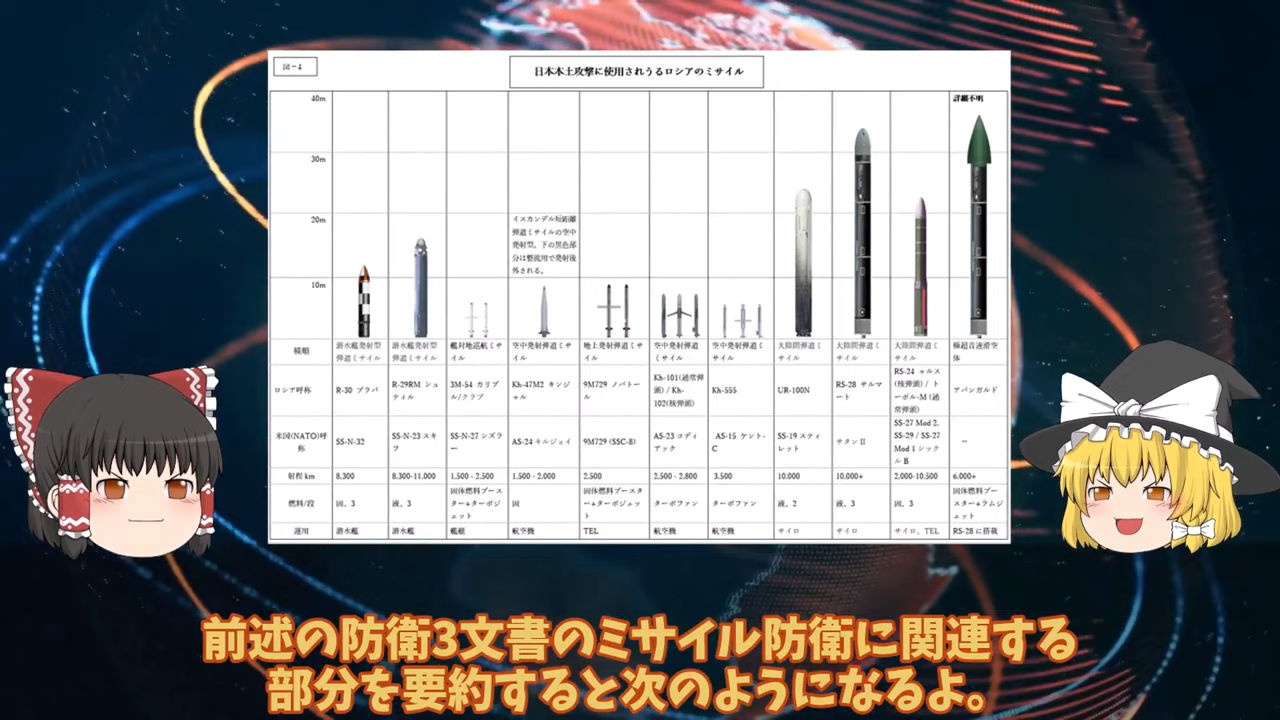 図-4
日本本土攻撃に使用されうるロシアのミサイル
40m
詳細不明
30m
20m
イスカンデル短距離
弾道ミサイルの空中
発射型。下の黒色部
分は整流用で発射後
外される。
10m
種類
潜水艦発射型
弾道ミサイル
潜水艦発射型
弾道ミサイル
艦対地巡航ミサ
イル
空中発射弾道ミサ
イル
地上発射弾道ミサ
イル
空中発射弾道
ミサイル
空中発射弾道ミ
サイル
大陸間弾道ミ
サイル
大陸間弾道ミ
サイル
大陸間弾道ミ
サイル
極超音速滑空
体
ロシア呼称
R-30 ブラバ
R-29RM シュ
ティル
3M-54 カリブ
ル/クラブ
Kh-47M2 キンジ
ャル
9M729 ノバトー
ル
Kh-101(通常弾
頭) / Kh-
102(核弾頭)
Kh-555
UR-100N
RS-28 サルマ
ート
RS-24 ヤルス
(核弾頭) / ト
ーポル-M (通
常弾頭)
アバンガルド
米国(NATO)呼
称
SS-N-32
SS-N-23 スキ
フ
SS-N-27 シズラ
ー
AS-24 キルジョイ
9M729 (SSC-8)
AS-23 コディ
アック
AS-15 ケント-
C
SS-19 スティ
レット
サタンⅡ
SS-27 Mod 2,
SS-29 / SS-27
Mod 1 シック
ル B
–
射程 km
8.300
8.300-11.000
1.500 - 2.500
1.500 - 2.000
2.500
2.500 - 2.800
3.500
10.000
10.000+
2.000-10.500
6.000+
燃料/段
固、3
液、3
固体燃料ブース
ター+ターボジ
ェット
固
固体燃料ブースタ
ー+ターボジェッ
ト
ターボファン
ターボファン
液、2
液、3
固、3
固体燃料ブー
スター+ラムジ
ェット
運用
潜水艦
潜水艦
艦艇
航空機
TEL
航空機
航空機
サイロ
サイロ
サイロ、TEL
RS-28 に搭載
前述の防衛3文書のミサイル防衛に関連する
部分を要約すると次のようになるよ。